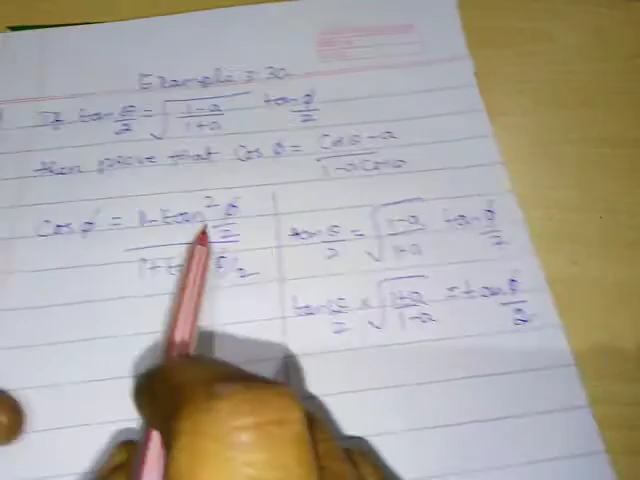 Example 3.30
If tan θ/2 = √(1-a/1+a) tan ϕ/2
then prove that Cos ϕ = Cos θ - a / 1 - a Cos θ
Cos ϕ = 1 - tan² ϕ/2 / 1 + t ϕ/2
tan θ/2 = √(1-a/1+a) tan ϕ/2
tan θ/2 × √(1+a/1-a) = tan ϕ/2